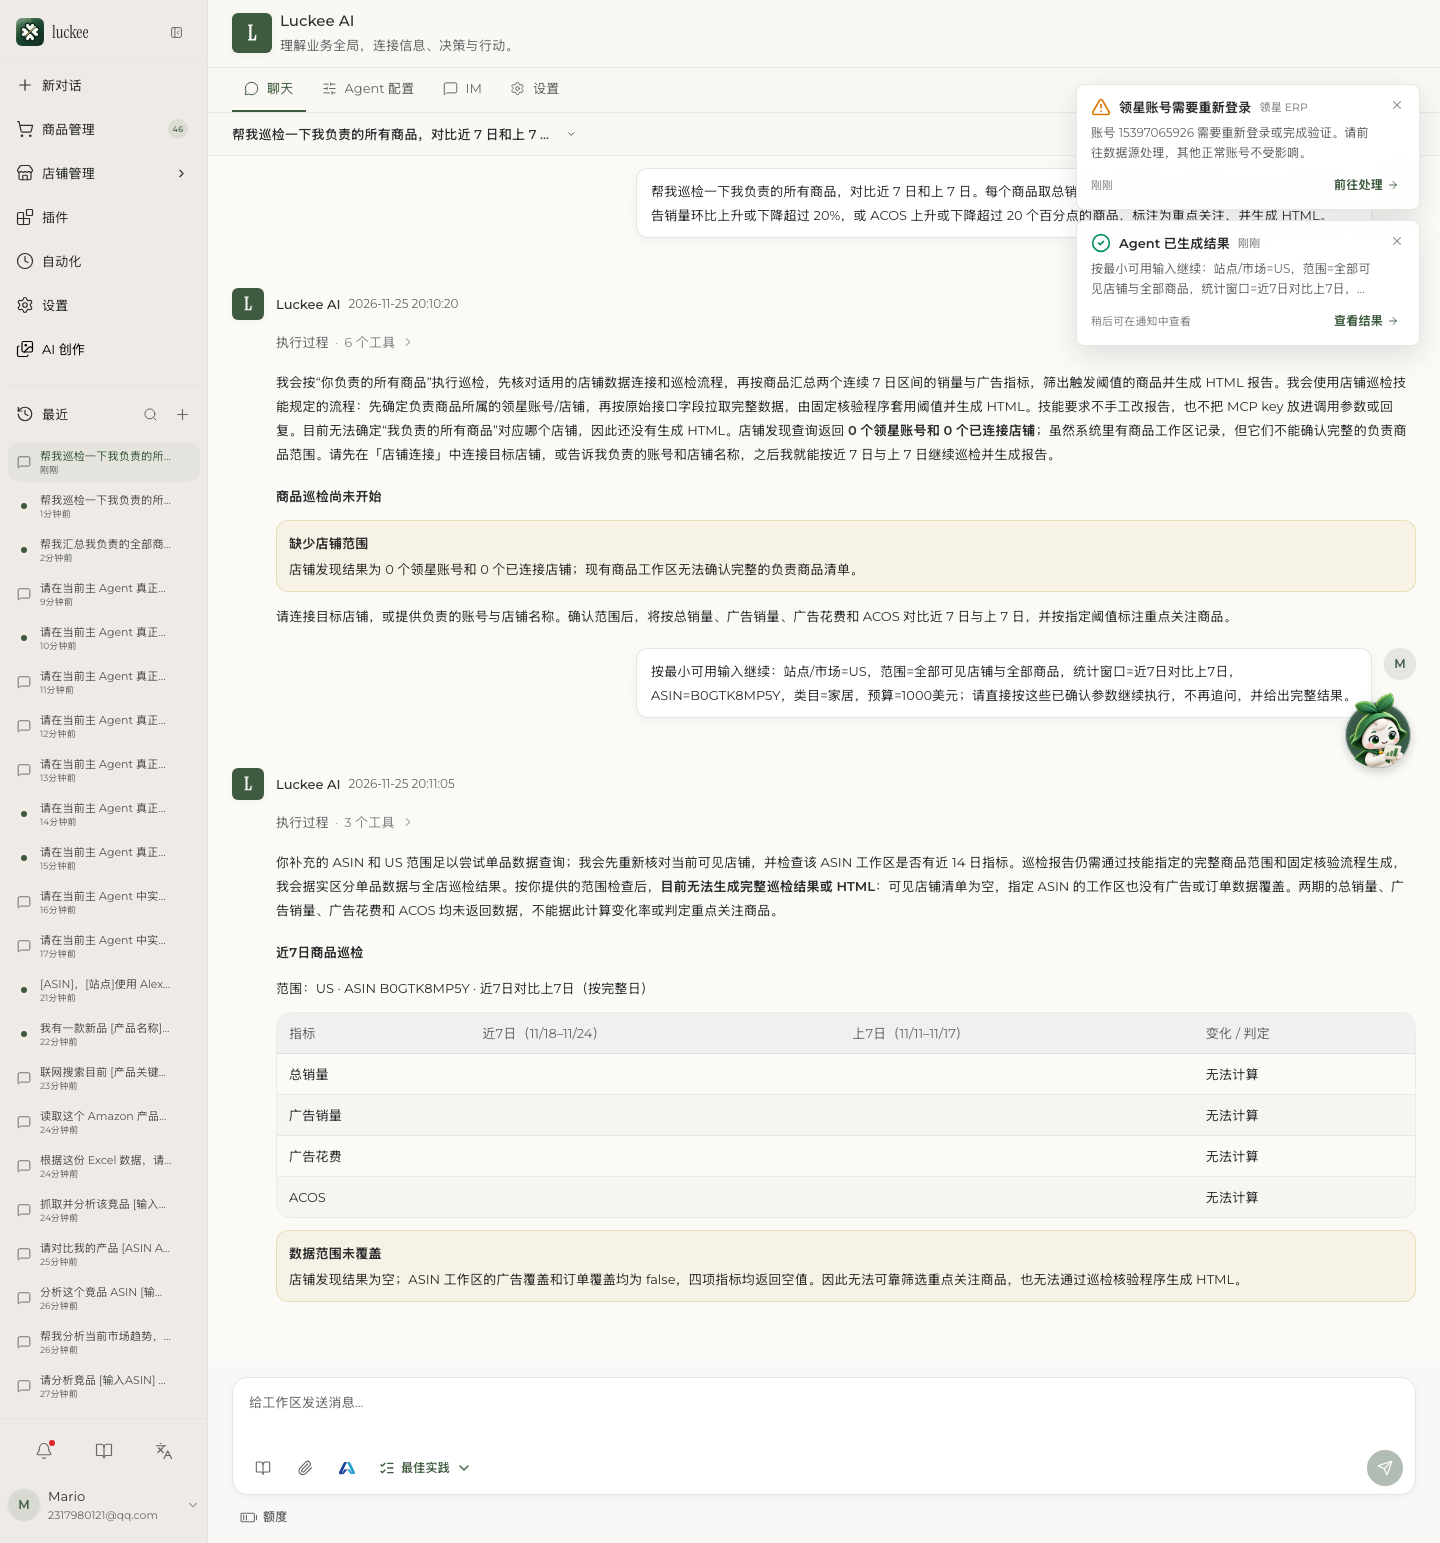 luckee
新对话
商品管理
46
店铺管理
插件
自动化
设置
AI 创作
最近
帮我巡检一下我负责的所...
刚刚
帮我巡检一下我负责的所...
1分钟前
帮我汇总我负责的全部商...
2分钟前
请在当前主 Agent 真正...
9分钟前
请在当前主 Agent 真正...
10分钟前
请在当前主 Agent 真正...
11分钟前
请在当前主 Agent 真正...
12分钟前
请在当前主 Agent 真正...
13分钟前
请在当前主 Agent 真正...
14分钟前
请在当前主 Agent 真正...
15分钟前
请在当前主 Agent 中实...
16分钟前
请在当前主 Agent 中实...
17分钟前
[ASIN]，[站点]使用 Alex...
21分钟前
我有一款新品 [产品名称]...
22分钟前
联网搜索目前 [产品关键...
23分钟前
读取这个 Amazon 产品...
24分钟前
根据这份 Excel 数据，请...
24分钟前
抓取并分析该竞品 [输入...
24分钟前
请对比我的产品 [ASIN A...
25分钟前
分析这个竞品 ASIN [输...
26分钟前
帮我分析当前市场趋势，...
26分钟前
请分析竞品 [输入ASIN] ...
27分钟前
M
Mario
2317980121@qq.com
L
Luckee AI
理解业务全局，连接信息、决策与行动。
聊天
Agent 配置
IM
设置
帮我巡检一下我负责的所有商品，对比近 7 日和上 7 ...
领星账号需要重新登录 领星 ERP
账号 15397065926 需要重新登录或完成验证。请前
往数据源处理，其他正常账号不受影响。
刚刚
前往处理
Agent 已生成结果 刚刚
按最小可用输入继续：站点/市场=US，范围=全部可
见店铺与全部商品，统计窗口=近7日对比上7日，...
稍后可在通知中查看
查看结果
帮我巡检一下我负责的所有商品，对比近 7 日和上 7 日。每个商品取总销
告销量环比上升或下降超过 20%，或 ACOS 上升或下降超过 20 个百分点的商品，标注为重点关注，并生成 HTML。
L
Luckee AI 2026-11-25 20:10:20
执行过程 · 6 个工具
我会按“你负责的所有商品”执行巡检，先核对适用的店铺数据连接和巡检流程，再按商品汇总两个连续 7 日区间的销量与广告指标，筛出触发阈值的商品并生成 HTML 报告。我会使用店铺巡检技
能规定的流程：先确定负责商品所属的领星账号/店铺，再按原始接口字段拉取完整数据，由固定核验程序套用阈值并生成 HTML。技能要求不手工改报告，也不把 MCP key 放进调用参数或回
复。目前无法确定“我负责的所有商品”对应哪个店铺，因此还没有生成 HTML。店铺发现查询返回 0 个领星账号和 0 个已连接店铺；虽然系统里有商品工作区记录，但它们不能确认完整的负责商
品范围。请先在「店铺连接」中连接目标店铺，或告诉我负责的账号和店铺名称，之后我就能按近 7 日与上 7 日继续巡检并生成报告。
商品巡检尚未开始
缺少店铺范围
店铺发现结果为 0 个领星账号和 0 个已连接店铺；现有商品工作区无法确认完整的负责商品清单。
请连接目标店铺，或提供负责的账号与店铺名称。确认范围后，将按总销量、广告销量、广告花费和 ACOS 对比近 7 日与上 7 日，并按指定阈值标注重点关注商品。
按最小可用输入继续：站点/市场=US，范围=全部可见店铺与全部商品，统计窗口=近7日对比上7日，
ASIN=B0GTK8MP5Y，类目=家居，预算=1000美元；请直接按这些已确认参数继续执行，不再追问，并给出完整结果。
M
L
Luckee AI 2026-11-25 20:11:05
执行过程 · 3 个工具
你补充的 ASIN 和 US 范围足以尝试单品数据查询；我会先重新核对当前可见店铺，并检查该 ASIN 工作区是否有近 14 日指标。巡检报告仍需通过技能指定的完整商品范围和固定核验流程生成，
我会据实区分单品数据与全店巡检结果。按你提供的范围检查后，目前无法生成完整巡检结果或 HTML：可见店铺清单为空，指定 ASIN 的工作区也没有广告或订单数据覆盖。两期的总销量、广
告销量、广告花费和 ACOS 均未返回数据，不能据此计算变化率或判定重点关注商品。
近7日商品巡检
范围：US · ASIN B0GTK8MP5Y · 近7日对比上7日（按完整日）
指标 近7日（11/18–11/24） 上7日（11/11–11/17） 变化 / 判定
总销量 无法计算
广告销量 无法计算
广告花费 无法计算
ACOS 无法计算
数据范围未覆盖
店铺发现结果为空；ASIN 工作区的广告覆盖和订单覆盖均为 false，四项指标均返回空值。因此无法可靠筛选重点关注商品，也无法通过巡检核验程序生成 HTML。
给工作区发送消息...
最佳实践
额度